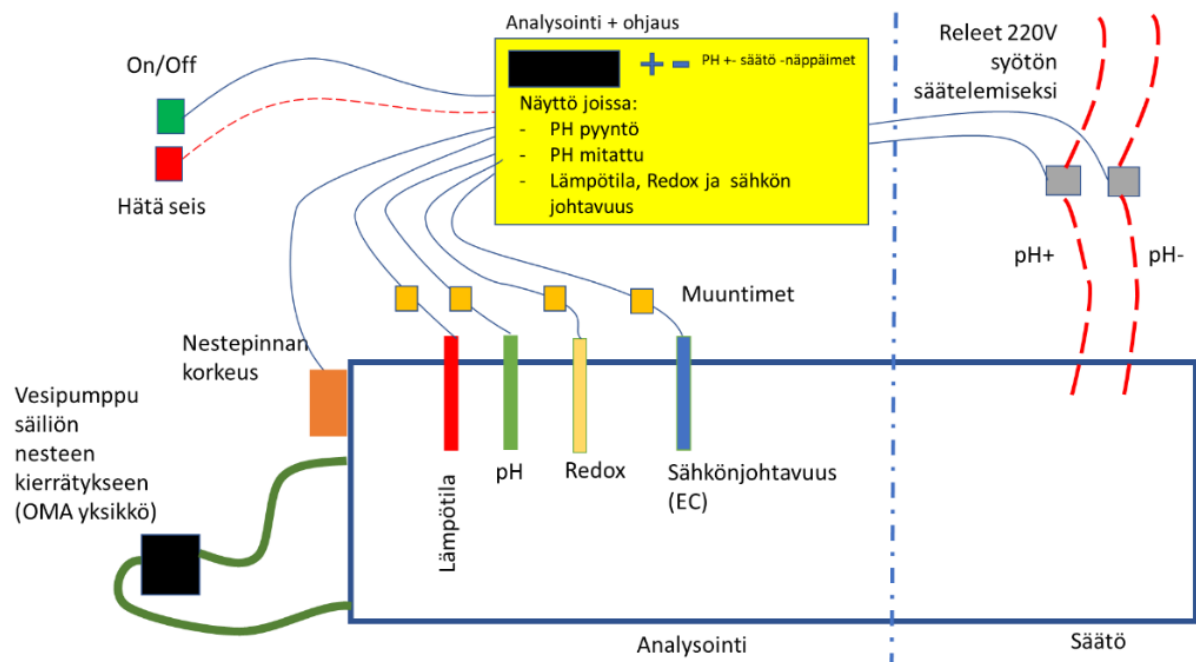 Analysointi + ohjaus
On/Off
Hätä seis
PH +- säätö -näppäimet
Näyttö joissa:
- PH pyyntö
- PH mitattu
- Lämpötila, Redox ja sähkön
johtavuus
Releet 220V
syötön
säätelemiseksi
pH+
pH-
Muuntimet
Nestepinnan
korkeus
Vesipumppu
säiliön
nesteen
kierrätykseen
(OMA yksikkö)
Lämpötila
pH
Redox
Sähkönjohtavuus
(EC)
Analysointi
Säätö